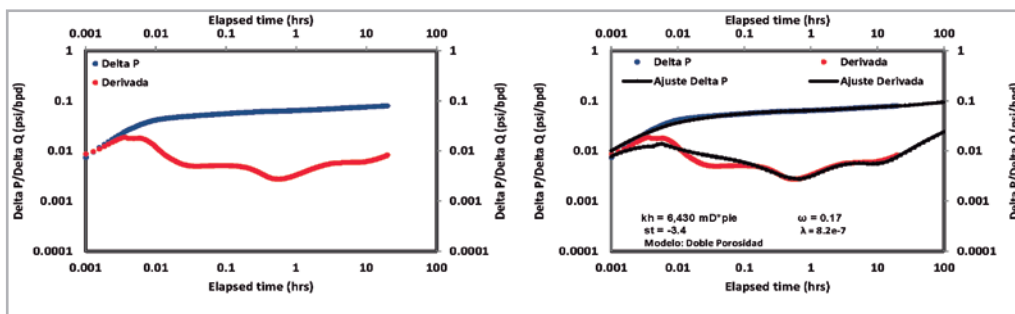 Elapsed time (hrs)
0.001 0.01 0.1 1 10 100
1
0.1
0.01
0.001
0.0001
Delta P/Delta Q (psi/bpd)
Delta P
Derivada
1
0.1
0.01
0.001
0.0001
Delta P/Delta Q (psi/bpd)
0.001 0.01 0.1 1 10 100
Elapsed time (hrs)
Elapsed time (hrs)
0.001 0.01 0.1 1 10 100
1
0.1
0.01
0.001
0.0001
Delta P/Delta Q (psi/bpd)
Delta P Derivada
Ajuste Delta P Ajuste Derivada
kh = 6,430 mD*pie ω = 0.17
st = -3.4 λ = 8.2e-7
Modelo: Doble Porosidad
1
0.1
0.01
0.001
0.0001
Delta P/Delta Q (psi/bpd)
0.001 0.01 0.1 1 10 100
Elapsed time (hrs)